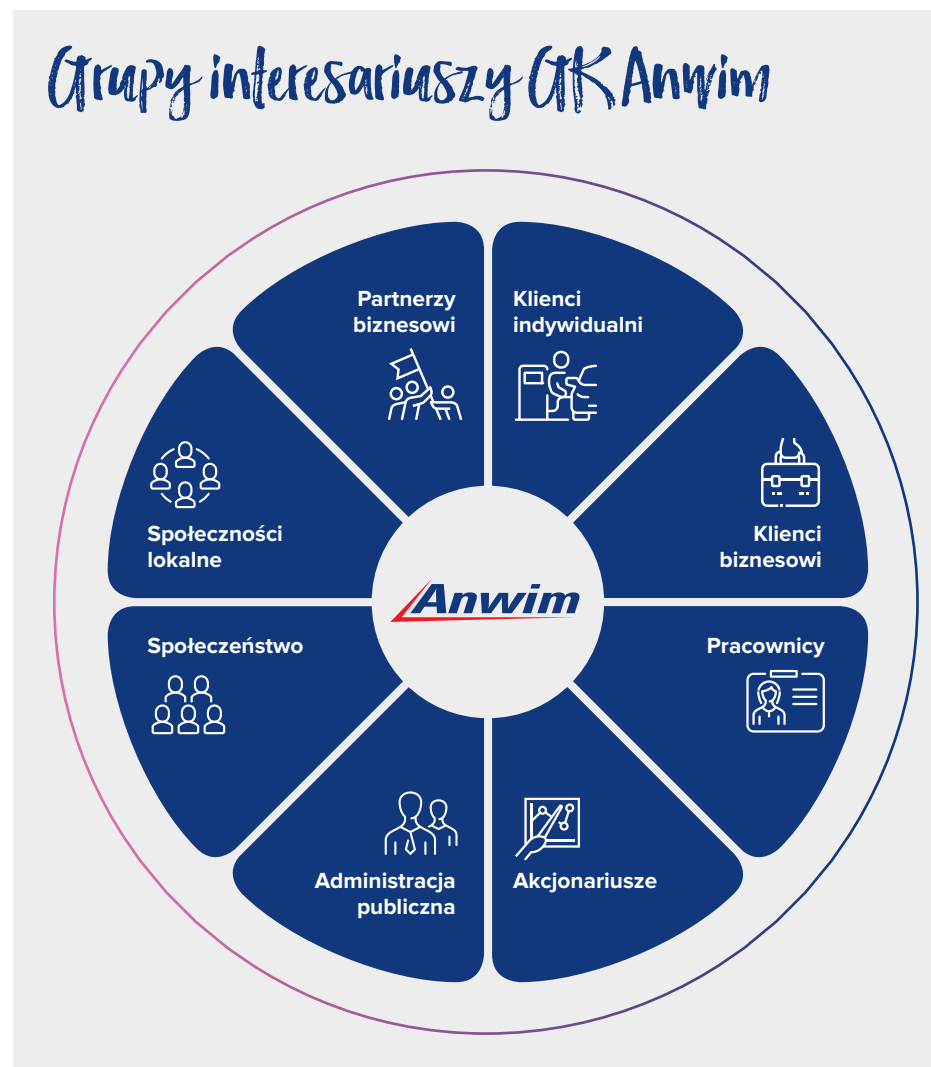 Grupy interesariuszy GK Anwim
Partnerzy
biznesowi
Klienci
indywidualni
Klienci
biznesowi
Pracownicy
Akcjonariusze
Administracja
publiczna
Społeczeństwo
Społeczności
lokalne
Anwim